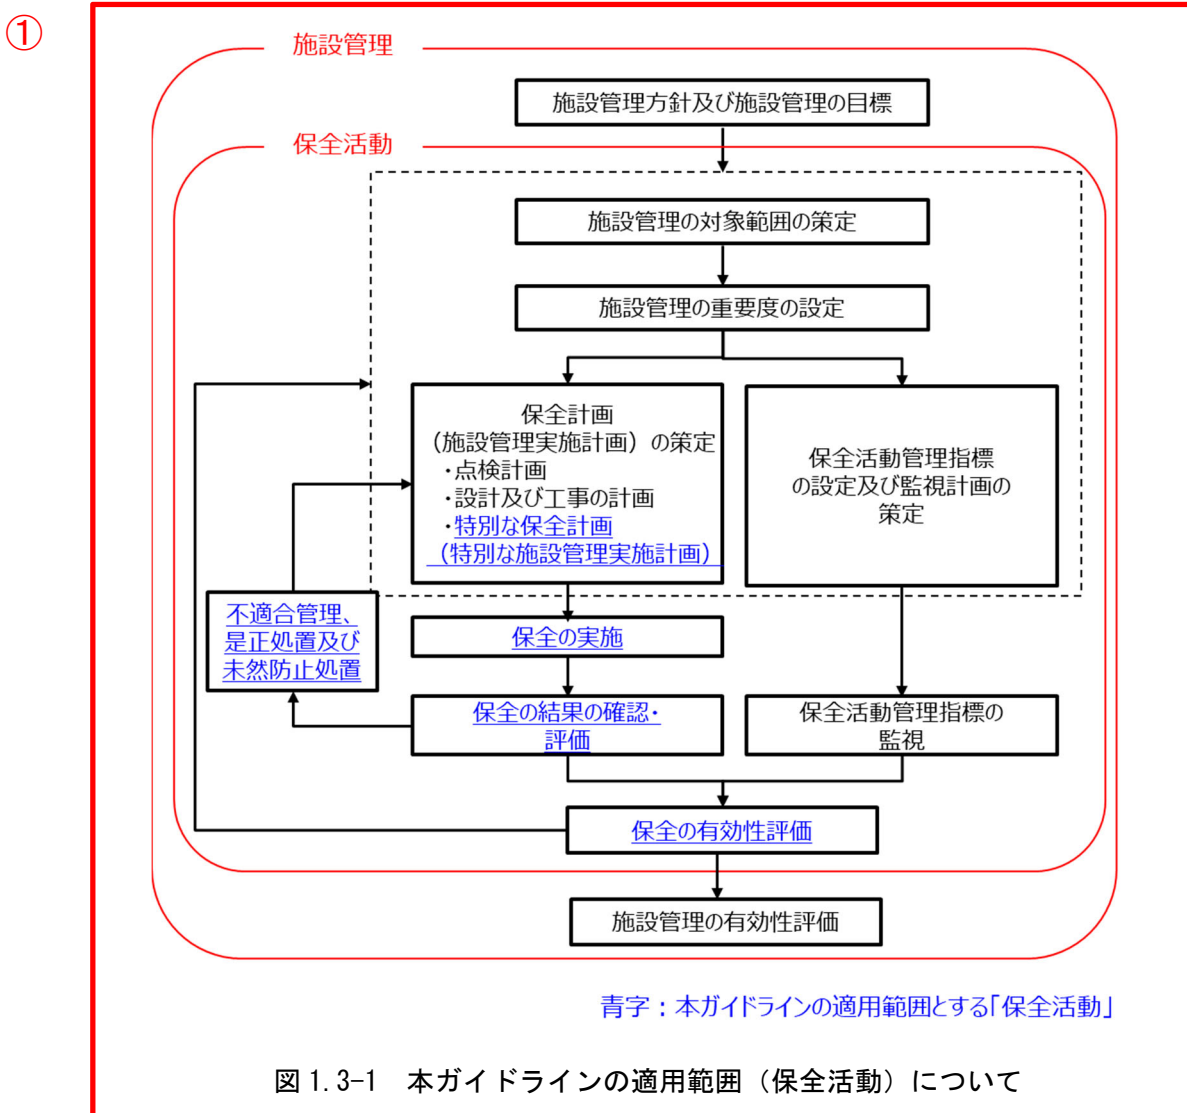 ①
施設管理
施設管理方針及び施設管理の目標
保全活動
施設管理の対象範囲の策定
施設管理の重要度の設定
保全計画
（施設管理実施計画）の策定
・点検計画
・設計及び工事の計画
・特別な保全計画
（特別な施設管理実施計画）
保全活動管理指標
の設定及び監視計画の
策定
不適合管理、
是正処置及び
未然防止処置
保全の実施
保全の結果の確認・
評価
保全活動管理指標の
監視
保全の有効性評価
施設管理の有効性評価
青字：本ガイドラインの適用範囲とする「保全活動」
図 1.3-1　本ガイドラインの適用範囲（保全活動）について